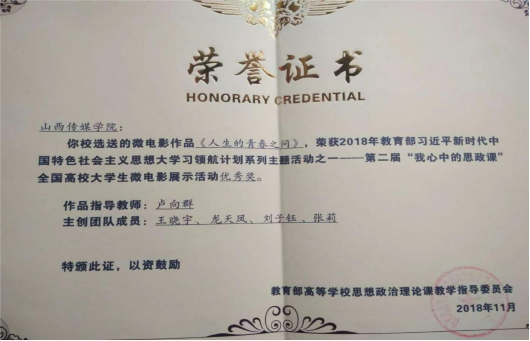 荣誉证书
HONORARY CREDENTIAL
山西传媒学院：
你校选送的微电影作品《人生的青春之问》，荣获2018年教育部习近平新时代中
国特色社会主义思想大学习领航计划系列主题活动之一——第二届“我心中的思政课”
全国高校大学生微电影展示活动优秀奖。
作品指导教师：卢向群
主创团队成员：王晓宇、龙天凤、刘子钰、张莉
特颁此证，以资鼓励
教育部高等学校思想政治理论课教学指导委员会
2018年11月